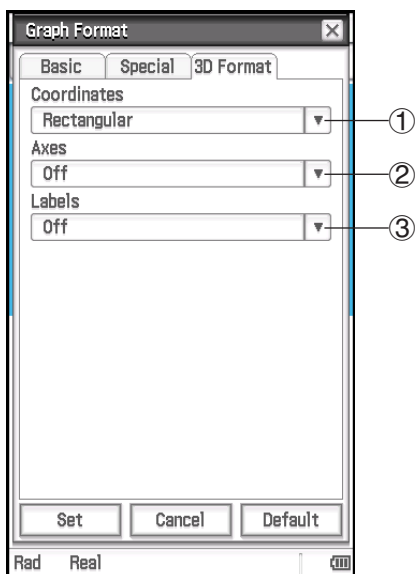 Graph Format
Basic Special 3D Format
Coordinates
Rectangular ①
Axes
Off ②
Labels
Off ③
Set Cancel Default
Rad Real